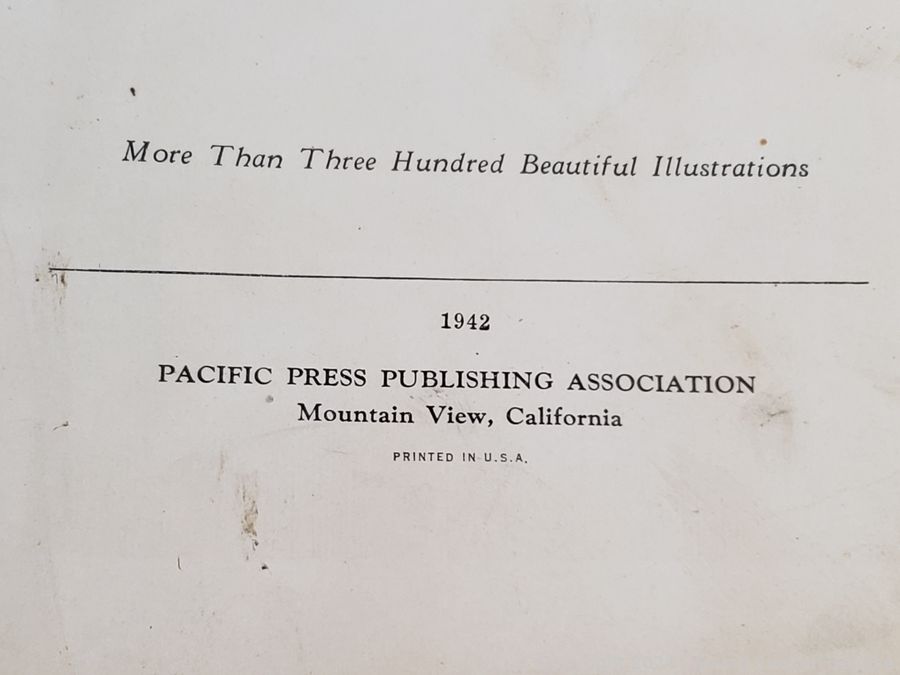 More Than Three Hundred Beautiful Illustrations
1942
PACIFIC PRESS PUBLISHING ASSOCIATION
Mountain View, California
PRINTED IN U.S.A.